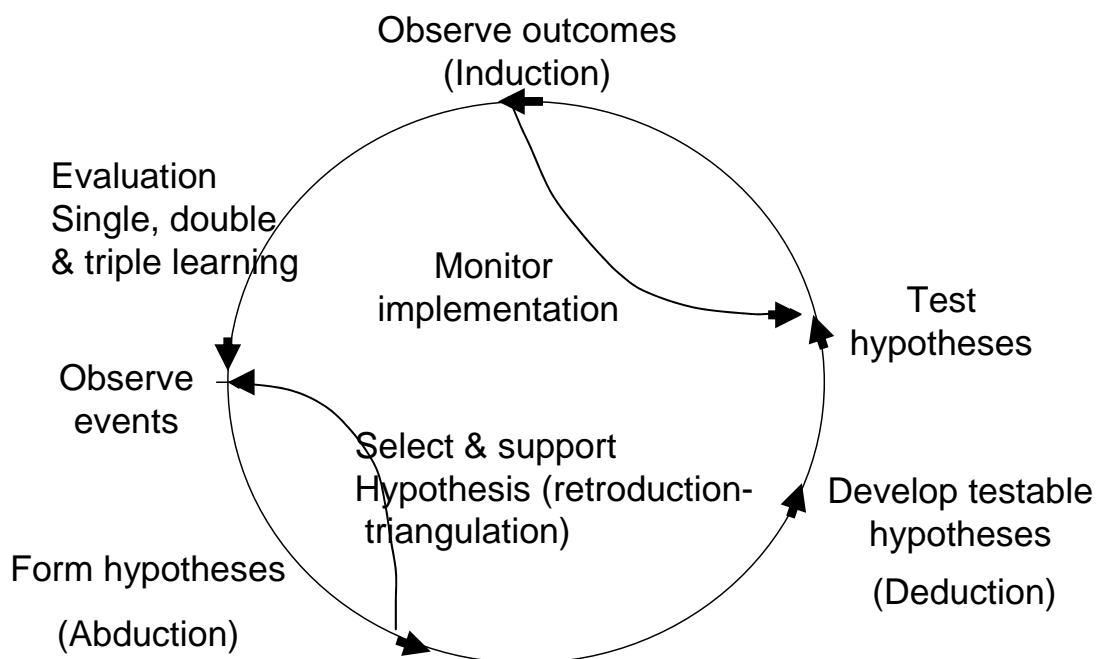 Observe outcomes
(Induction)
Evaluation
Single, double
& triple learning
Monitor
implementation
Test
hypotheses
Observe
events
Select & support
Hypothesis (retroduction-
triangulation)
Develop testable
hypotheses
(Deduction)
Form hypotheses
(Abduction)